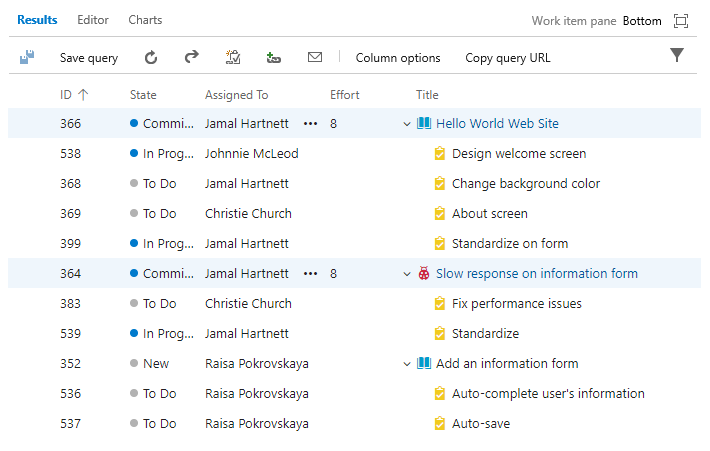 Results Editor Charts Work item pane Bottom
Save query Column options Copy query URL
ID State Assigned To Effort Title
366 Commi... Jamal Hartnett ... 8 Hello World Web Site
538 In Prog... Johnnie McLeod Design welcome screen
368 To Do Jamal Hartnett Change background color
369 To Do Christie Church About screen
399 In Prog... Jamal Hartnett Standardize on form
364 Commi... Jamal Hartnett ... 8 Slow response on information form
383 To Do Christie Church Fix performance issues
539 In Prog... Jamal Hartnett Standardize
352 New Raisa Pokrovskaya Add an information form
536 To Do Raisa Pokrovskaya Auto-complete user's information
537 To Do Raisa Pokrovskaya Auto-save